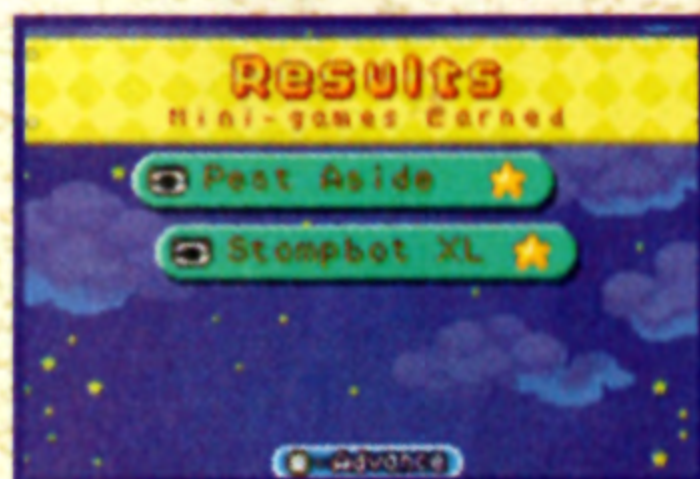 Results
Mini-games Earned
Pest Aside
Stompbot XL
Advance